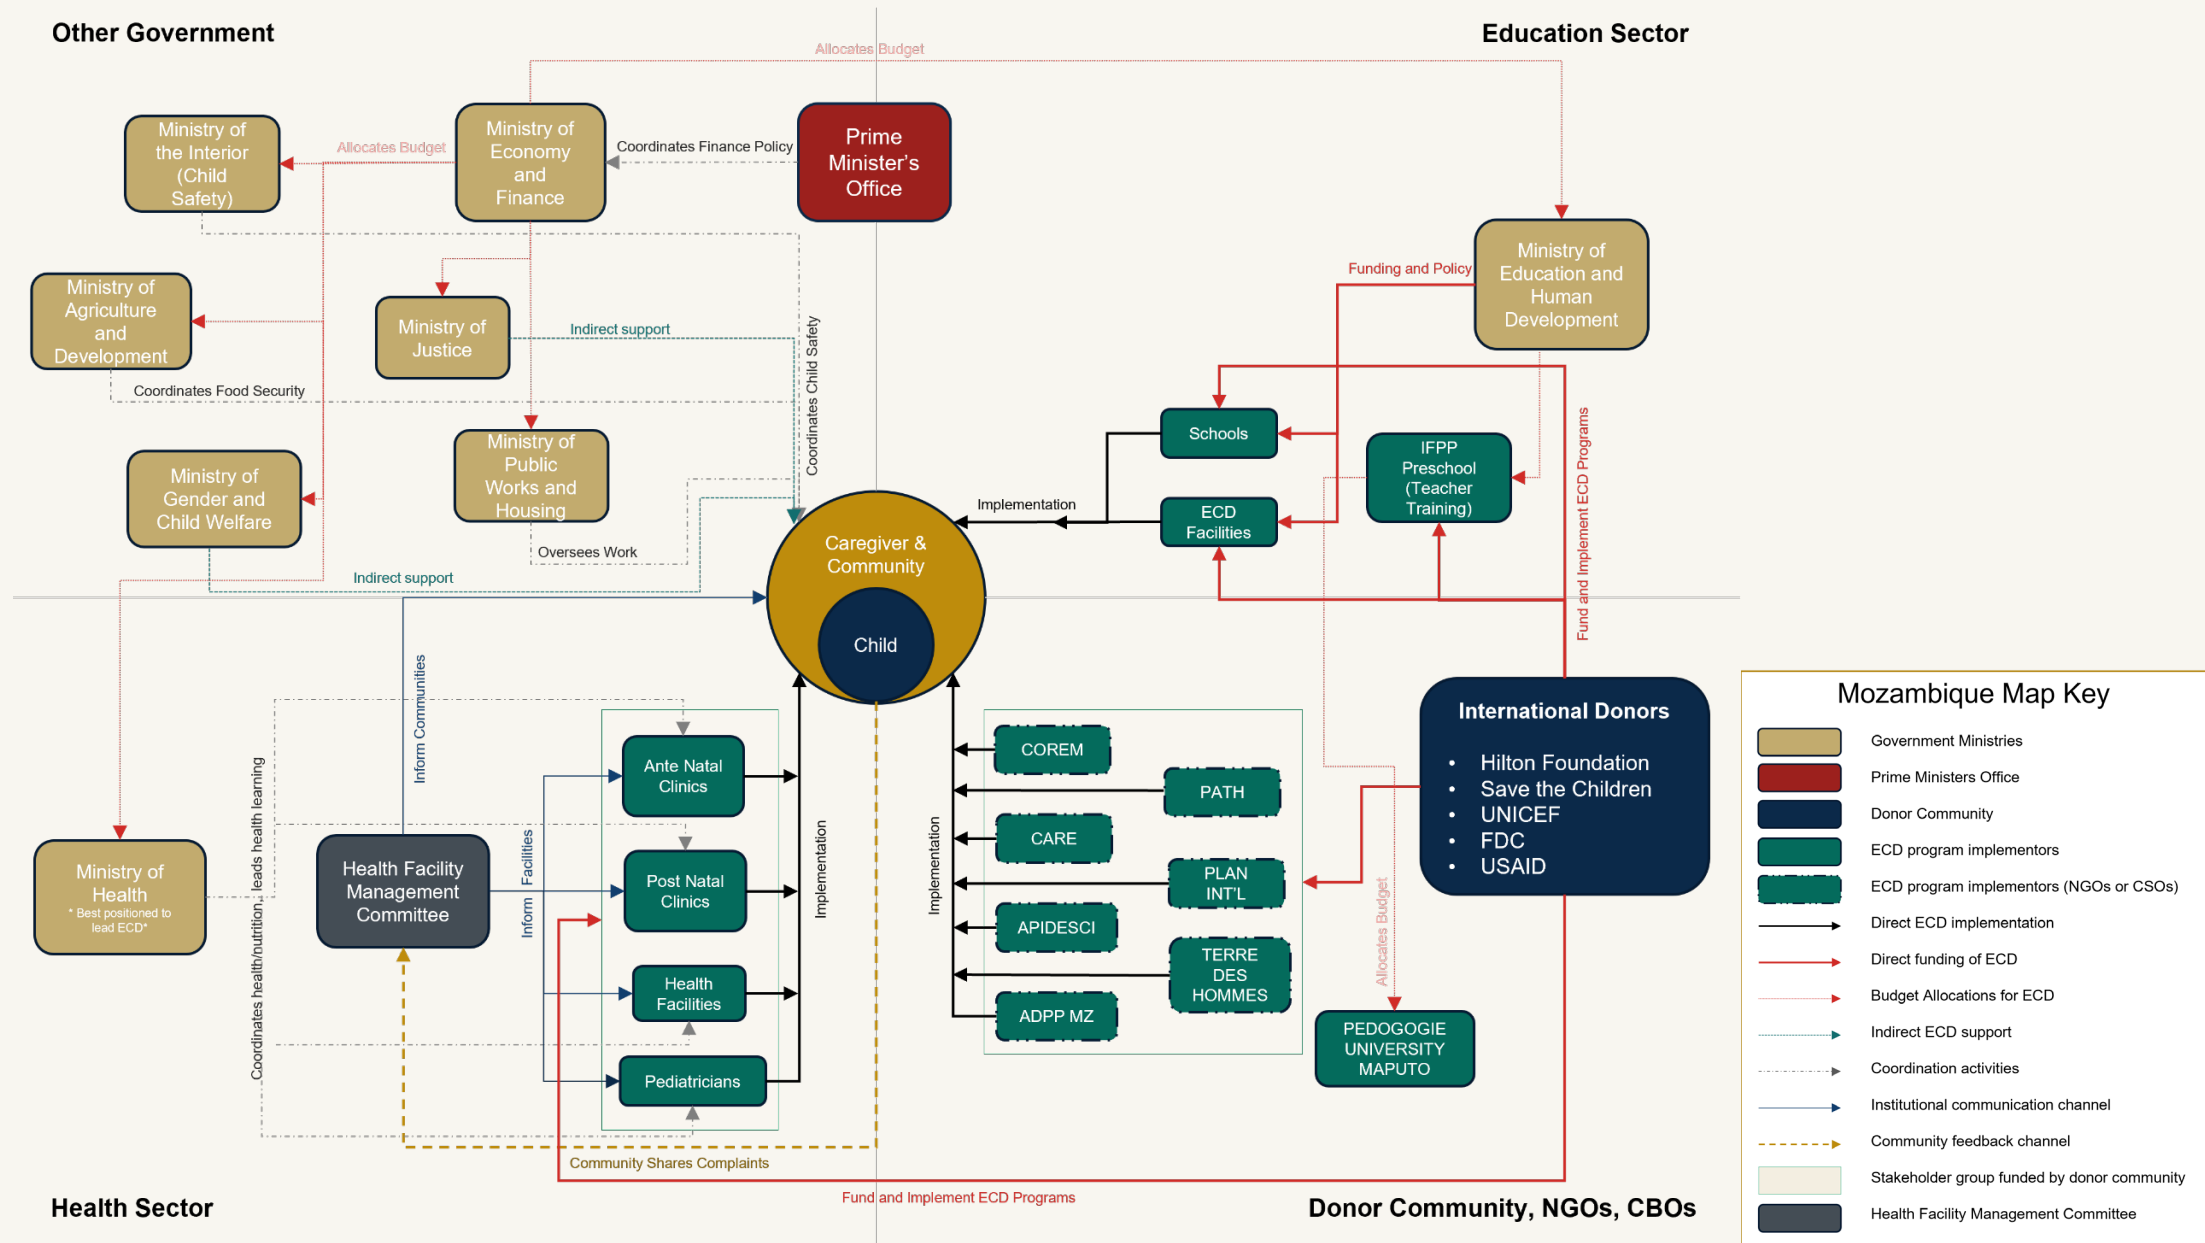 Other Government
Education Sector
Allocates Budget
Ministry of
the Interior
(Child
Safety)
Allocates Budget
Ministry of
Economy
and
Finance
Coordinates Finance Policy
Prime
Minister's
Office
Ministry of
Education and
Human
Development
Funding and Policy
Ministry of
Agriculture
and
Development
Ministry of
Justice
Indirect support
Coordinates Child Safety
Coordinates Food Security
Schools
IFPP
Preschool
(Teacher
Training)
Fund and Implement ECD Programs
Ministry of
Gender and
Child Welfare
Ministry of
Public
Works and
Housing
Implementation
ECD
Facilities
Oversees Work
Indirect support
Caregiver &
Community
Child
Inform Communities
International Donors
• Hilton Foundation
• Save the Children
• UNICEF
• FDC
• USAID
Ante Natal
Clinics
COREM
PATH
CARE
PLAN
INT'L
APIDESCI
TERRE
DES
HOMMES
ADPP MZ
Implementation
Implementation
Coordinates health/nutrition, leads health learning
Ministry of
Health
* Best positioned to
lead ECD*
Health Facility
Management
Committee
Inform Facilities
Post Natal
Clinics
Health
Facilities
Pediatricians
Allocates Budget
PEDOGOGIE
UNIVERSITY
MAPUTO
Community Shares Complaints
Fund and Implement ECD Programs
Health Sector
Donor Community, NGOs, CBOs
Mozambique Map Key
Government Ministries
Prime Ministers Office
Donor Community
ECD program implementors
ECD program implementors (NGOs or CSOs)
Direct ECD implementation
Direct funding of ECD
Budget Allocations for ECD
Indirect ECD support
Coordination activities
Institutional communication channel
Community feedback channel
Stakeholder group funded by donor community
Health Facility Management Committee